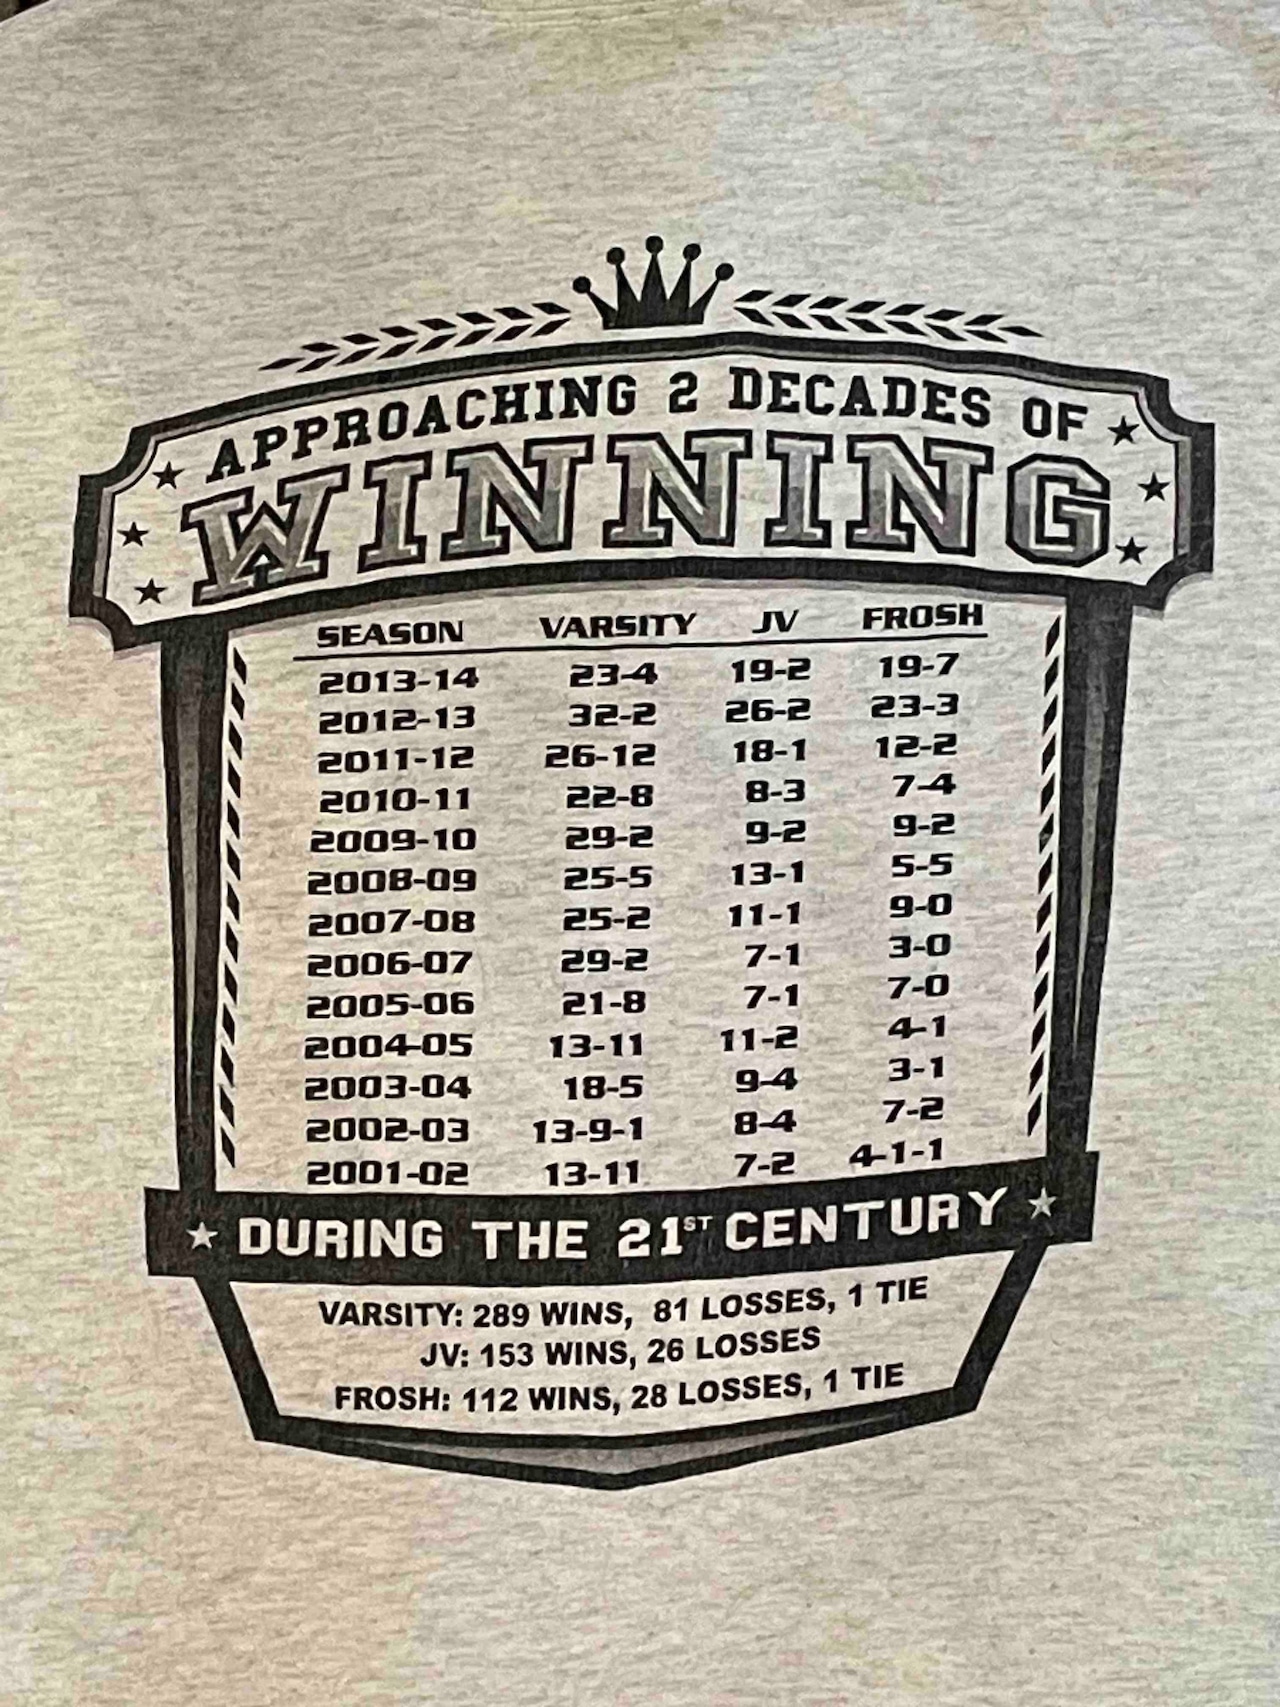 APPROACHING 2 DECADES OF
WINNING
SEASON VARSITY JV FROSH
2013-14 23-4 19-2 19-7
2012-13 32-2 26-2 23-3
2011-12 26-12 18-1 12-2
2010-11 22-8 8-3 7-4
2009-10 29-2 9-2 9-2
2008-09 25-5 13-1 5-5
2007-08 25-2 11-1 9-0
2006-07 29-2 7-1 3-0
2005-06 21-8 7-1 7-0
2004-05 13-11 11-2 4-1
2003-04 18-5 9-4 3-1
2002-03 13-9-1 8-4 7-2
2001-02 13-11 7-2 4-1-1
DURING THE 21ST CENTURY
VARSITY: 289 WINS, 81 LOSSES, 1 TIE
JV: 153 WINS, 26 LOSSES
FROSH: 112 WINS, 28 LOSSES, 1 TIE